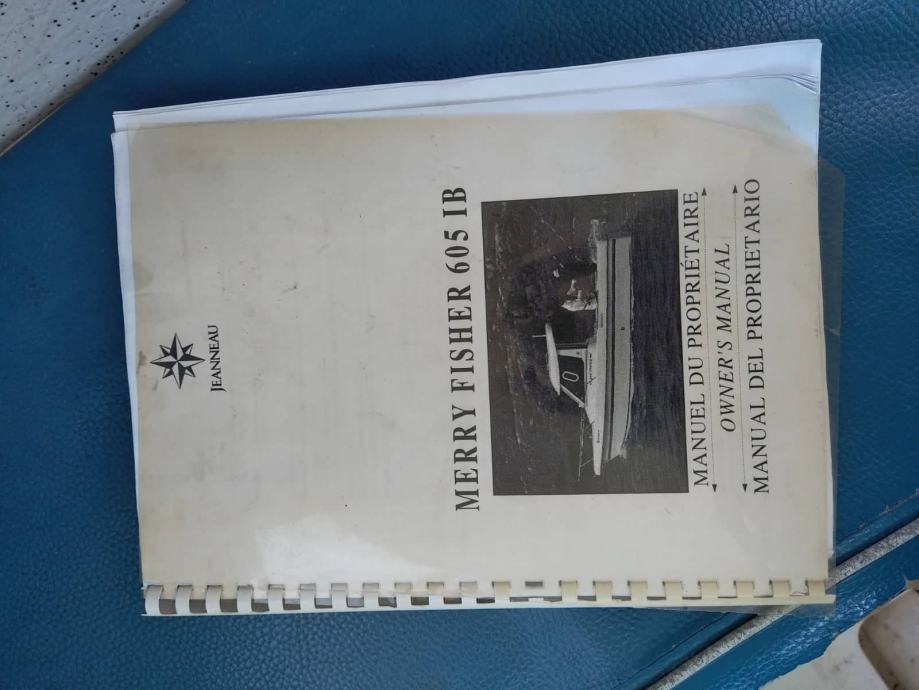 JEANNEAU
MERRY FISHER 605 IB
MANUEL DU PROPRIÉTAIRE
OWNER'S MANUAL
MANUAL DEL PROPRIETARIO